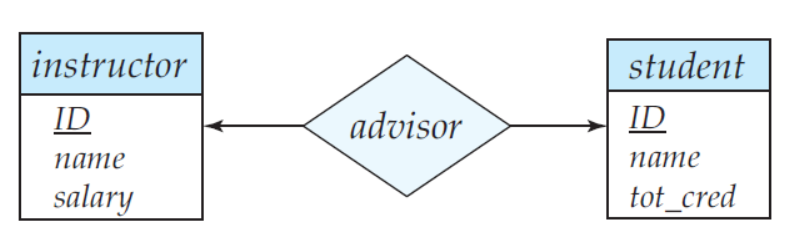 instructor
ID
name
salary
advisor
student
ID
name
tot_cred